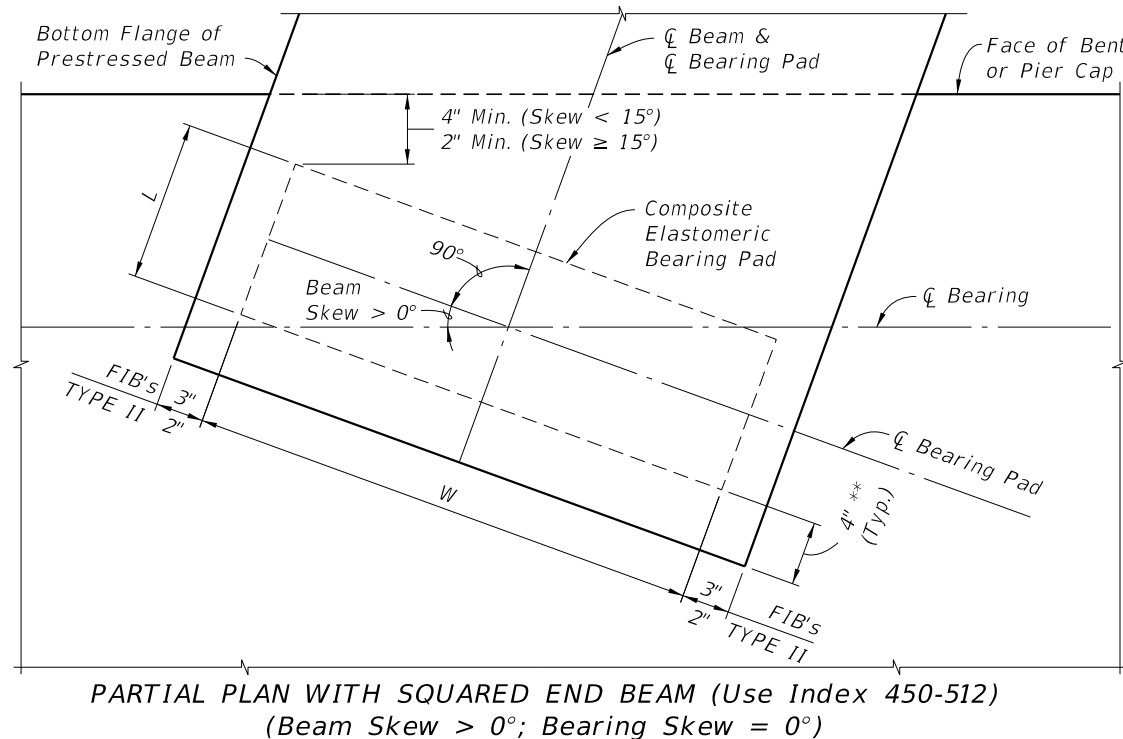 Bottom Flange of
Prestressed Beam
℄ Beam &
℄ Bearing Pad
Face of Bent
or Pier Cap
4" Min. (Skew < 15°)
2" Min. (Skew ≥ 15°)
L
Composite
Elastomeric
Bearing Pad
90°
Beam
Skew > 0°
℄ Bearing
FIB's 3"
TYPE II 2"
W
℄ Bearing Pad
4" **
(Typ.)
3" FIB's
2" TYPE II
PARTIAL PLAN WITH SQUARED END BEAM (Use Index 450-512)
(Beam Skew > 0°; Bearing Skew = 0°)